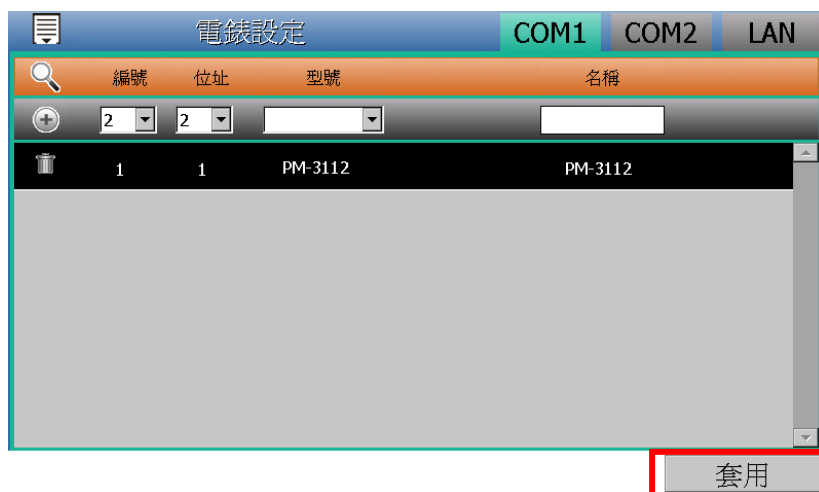 電錶設定 COM1 COM2 LAN
編號 位址 型號 名稱
2 2
1 1 PM-3112 PM-3112
套用